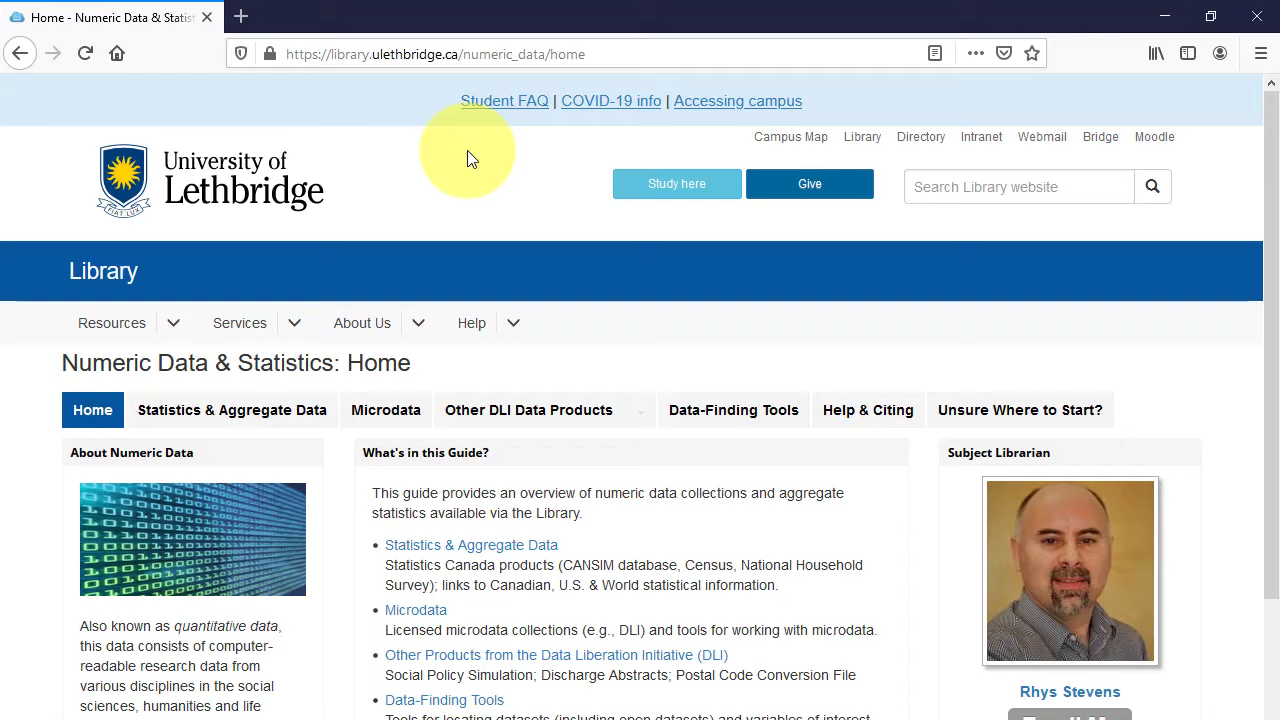 Home - Numeric Data & Statis
https://library.ulethbridge.ca/numeric_data/home
Student FAQ | COVID-19 info | Accessing campus
Campus Map Library Directory Intranet Webmail Bridge Moodle
University of
Lethbridge
FIAT LUX
Study here Give Search Library website
Library
Resources Services About Us Help
Numeric Data & Statistics: Home
Home Statistics & Aggregate Data Microdata Other DLI Data Products Data-Finding Tools Help & Citing Unsure Where to Start?
About Numeric Data
Also known as quantitative data,
this data consists of computer-
readable research data from
various disciplines in the social
sciences, humanities and life
What's in this Guide?
This guide provides an overview of numeric data collections and aggregate
statistics available via the Library.
• Statistics & Aggregate Data
Statistics Canada products (CANSIM database, Census, National Household
Survey); links to Canadian, U.S. & World statistical information.
• Microdata
Licensed microdata collections (e.g., DLI) and tools for working with microdata.
• Other Products from the Data Liberation Initiative (DLI)
Social Policy Simulation; Discharge Abstracts; Postal Code Conversion File
• Data-Finding Tools
Tools for locating datasets (including open datasets) and variables of interest
Subject Librarian
Rhys Stevens